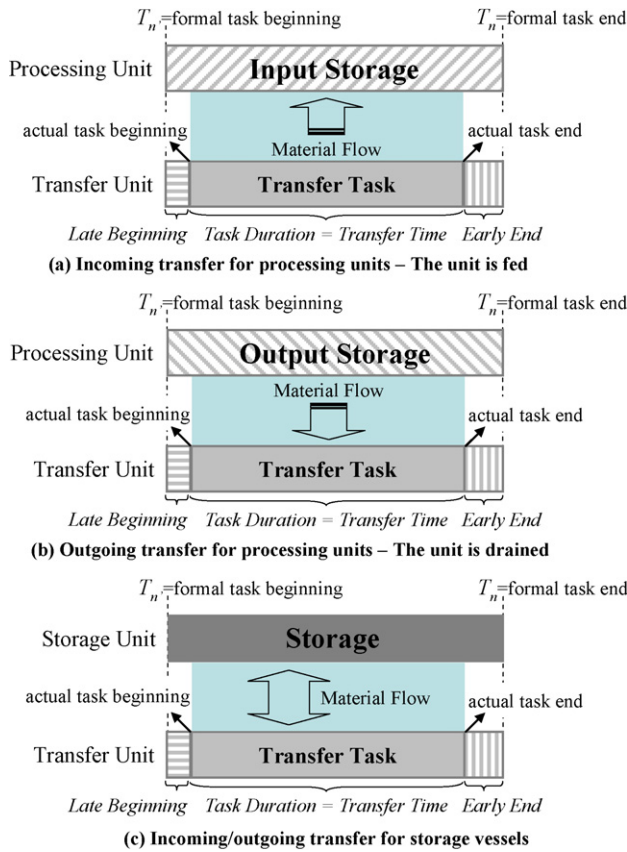 Tn=formal task beginning Tn=formal task end
Processing Unit Input Storage
actual task beginning actual task end
Material Flow
Transfer Unit Transfer Task
Late Beginning Task Duration = Transfer Time Early End
(a) Incoming transfer for processing units – The unit is fed
Tn=formal task beginning Tn=formal task end
Processing Unit Output Storage
Material Flow
actual task beginning actual task end
Transfer Unit Transfer Task
Late Beginning Task Duration = Transfer Time Early End
(b) Outgoing transfer for processing units – The unit is drained
Tn=formal task beginning Tn=formal task end
Storage Unit Storage
actual task beginning Material Flow actual task end
Transfer Unit Transfer Task
Late Beginning Task Duration = Transfer Time Early End
(c) Incoming/outgoing transfer for storage vessels